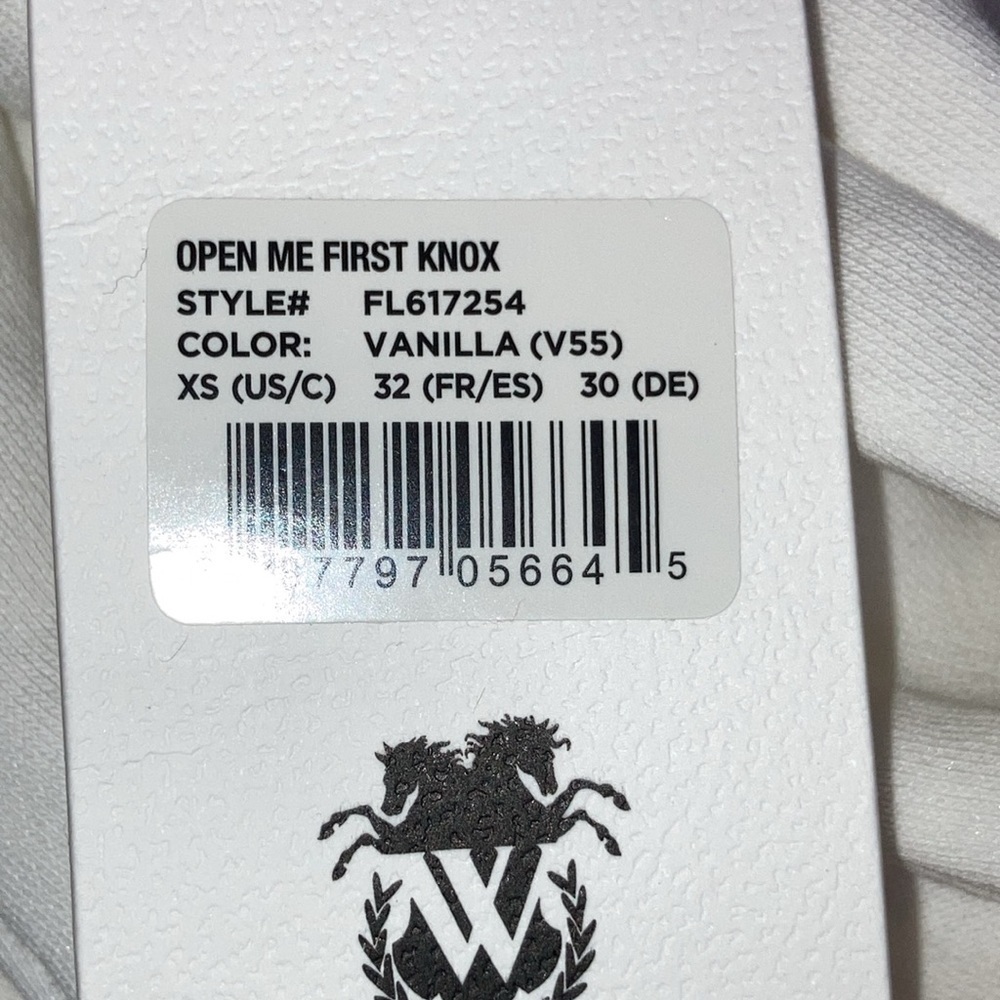 OPEN ME FIRST KNOX
STYLE# FL617254
COLOR: VANILLA (V55)
XS (US/C) 32 (FR/ES) 30 (DE)
7797 05664 5
W